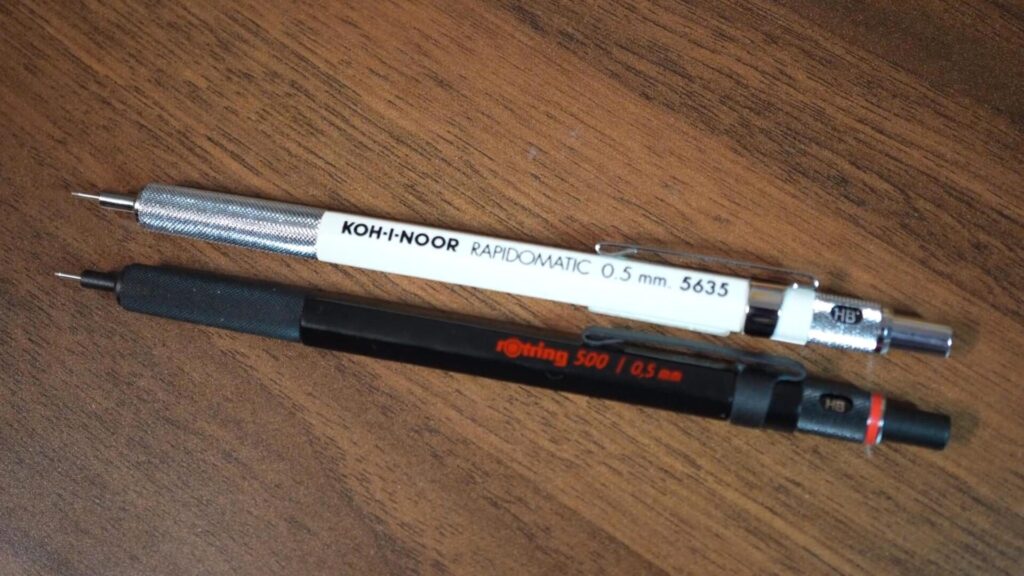 KOH-I-NOOR RAPIDOMATIC 0.5 mm. 5635
HB
rotring 500 / 0,5 mm
HB